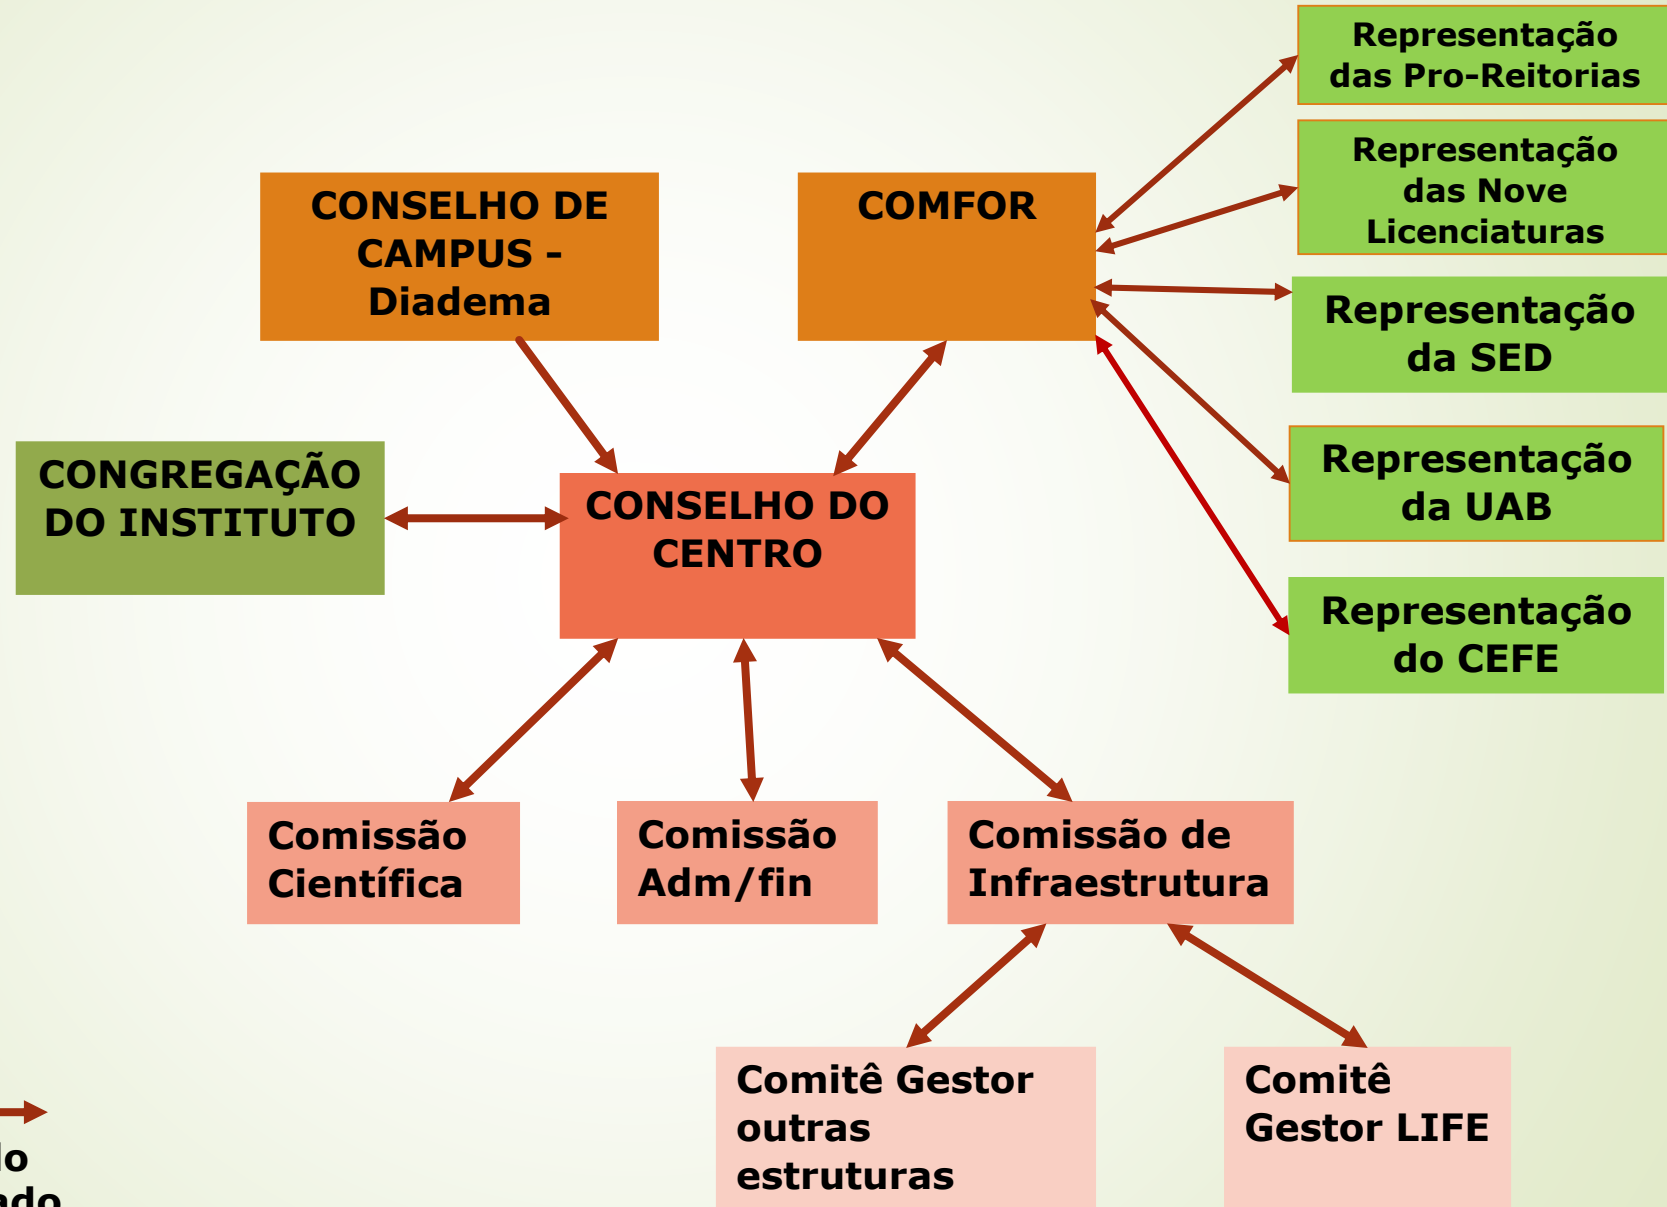 Representação
das Pro-Reitorias
Representação
das Nove
Licenciaturas
CONSELHO DE
CAMPUS -
Diadema
COMFOR
Representação
da SED
CONGREGAÇÃO
DO INSTITUTO
CONSELHO DO
CENTRO
Representação
da UAB
Representação
do CEFE
Comissão
Científica
Comissão
Adm/fin
Comissão de
Infraestrutura
Comitê Gestor
outras
estruturas
Comitê
Gestor LIFE